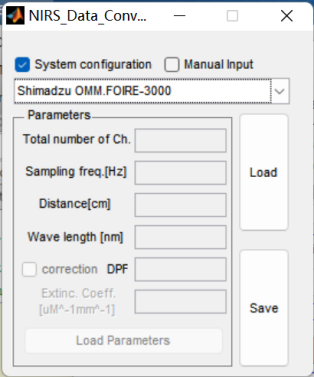 NIRS_Data_Conv...
System configuration
Manual Input
Shimadzu OMM.FOIRE-3000
Parameters
Total number of Ch.
Sampling freq.[Hz]
Load
Distance[cm]
Wave length [nm]
correction DPF
Extinc. Coeff.
[uM^-1mm^-1]
Save
Load Parameters